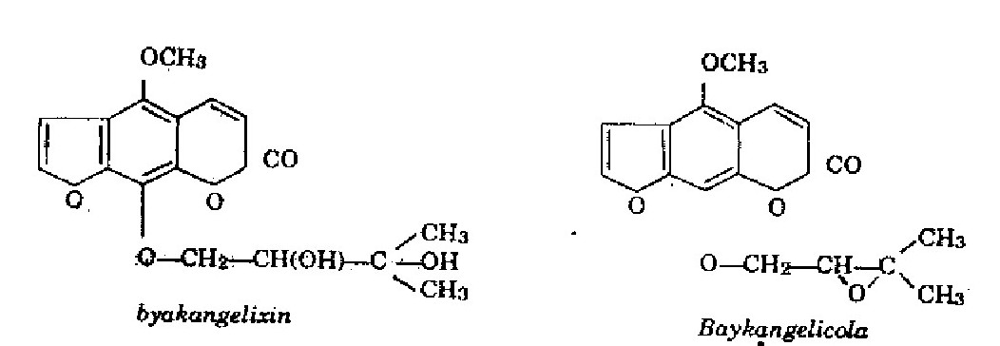 OCH3
OCH3
CO
CO
O
O
O
O
O—CH2—CH(OH)—C—OH
CH3
CH3
O—CH2—CH—C
O
CH3
CH3
byakangelixin
Baykangelicola